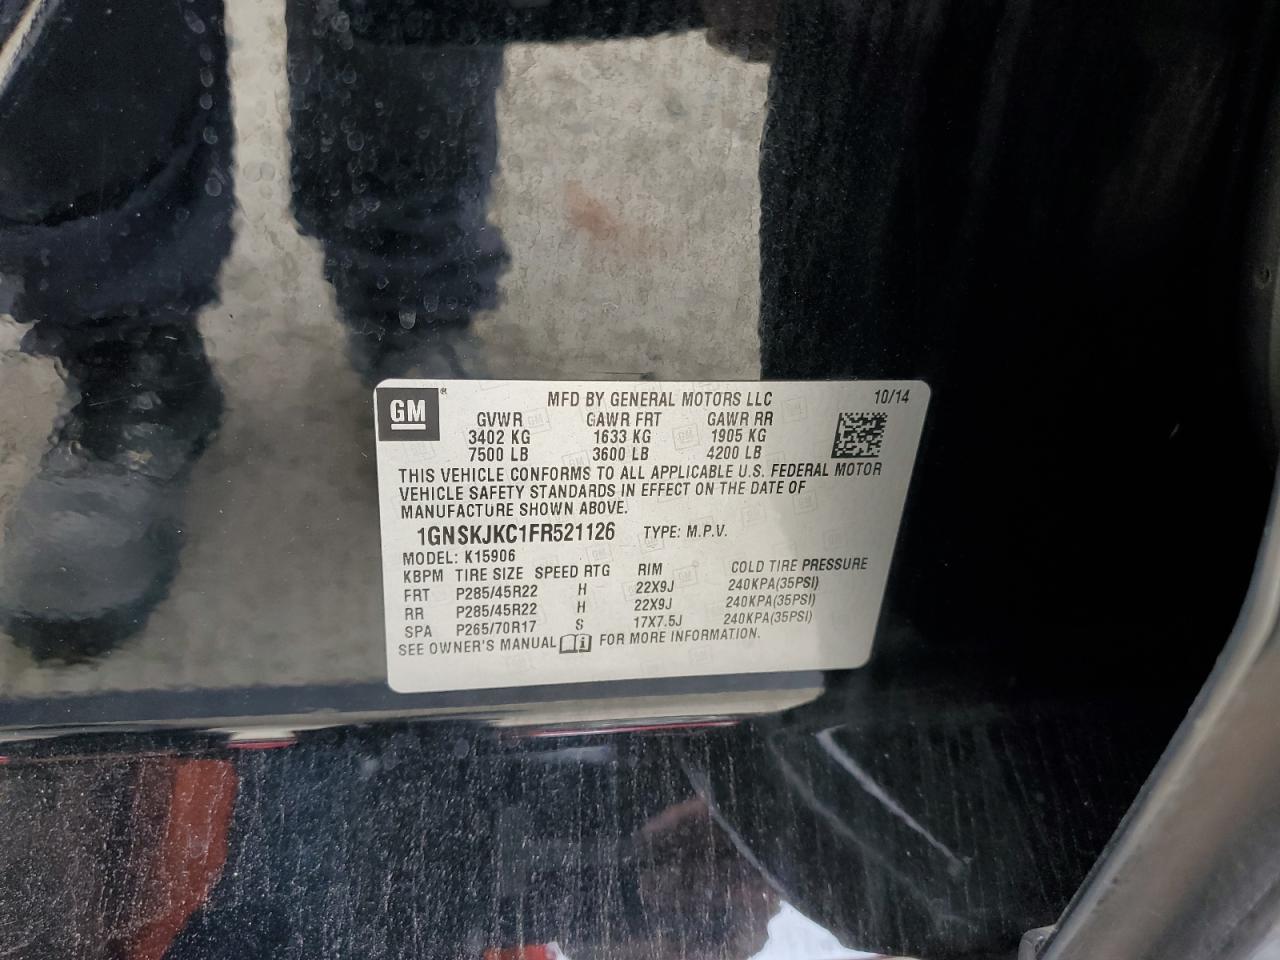 GM®
MFD BY GENERAL MOTORS LLC 10/14
GVWR GAWR FRT GAWR RR
3402 KG 1633 KG 1905 KG
7500 LB 3600 LB 4200 LB
THIS VEHICLE CONFORMS TO ALL APPLICABLE U.S. FEDERAL MOTOR
VEHICLE SAFETY STANDARDS IN EFFECT ON THE DATE OF
MANUFACTURE SHOWN ABOVE.
1GNSKJKC1FR521126 TYPE: M.P.V.
MODEL: K15906
KBPM TIRE SIZE SPEED RTG RIM COLD TIRE PRESSURE
FRT P285/45R22 H 22X9J 240KPA(35PSI)
RR P285/45R22 H 22X9J 240KPA(35PSI)
SPA P265/70R17 S 17X7.5J 240KPA(35PSI)
SEE OWNER'S MANUAL i FOR MORE INFORMATION.